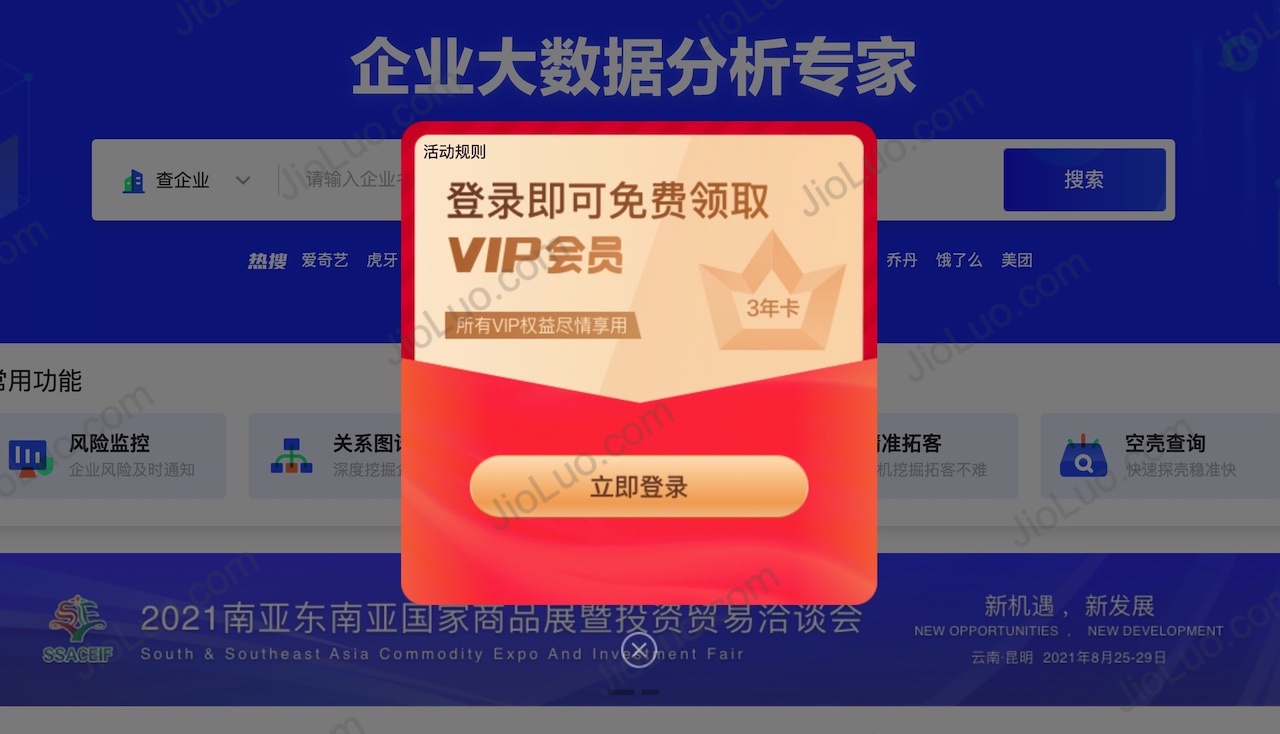 企业大数据分析专家
查企业
请输入企业
搜索
热搜 爱奇艺 虎牙
乔丹 饿了么 美团
活动规则
登录即可免费领取
VIP会员
所有VIP权益尽情享用
3年卡
立即登录
常用功能
风险监控
企业风险及时通知
关系图
深度挖掘
准拓客
机挖掘拓客不难
空壳查询
快速探壳稳准快
SSACEIF
2021南亚东南亚国家商品展暨投资贸易洽谈会
South & Southeast Asia Commodity Expo And Investment Fair
新机遇，新发展
NEW OPPORTUNITIES , NEW DEVELOPMENT
云南·昆明 2021年8月25-29日
JioLuo.com